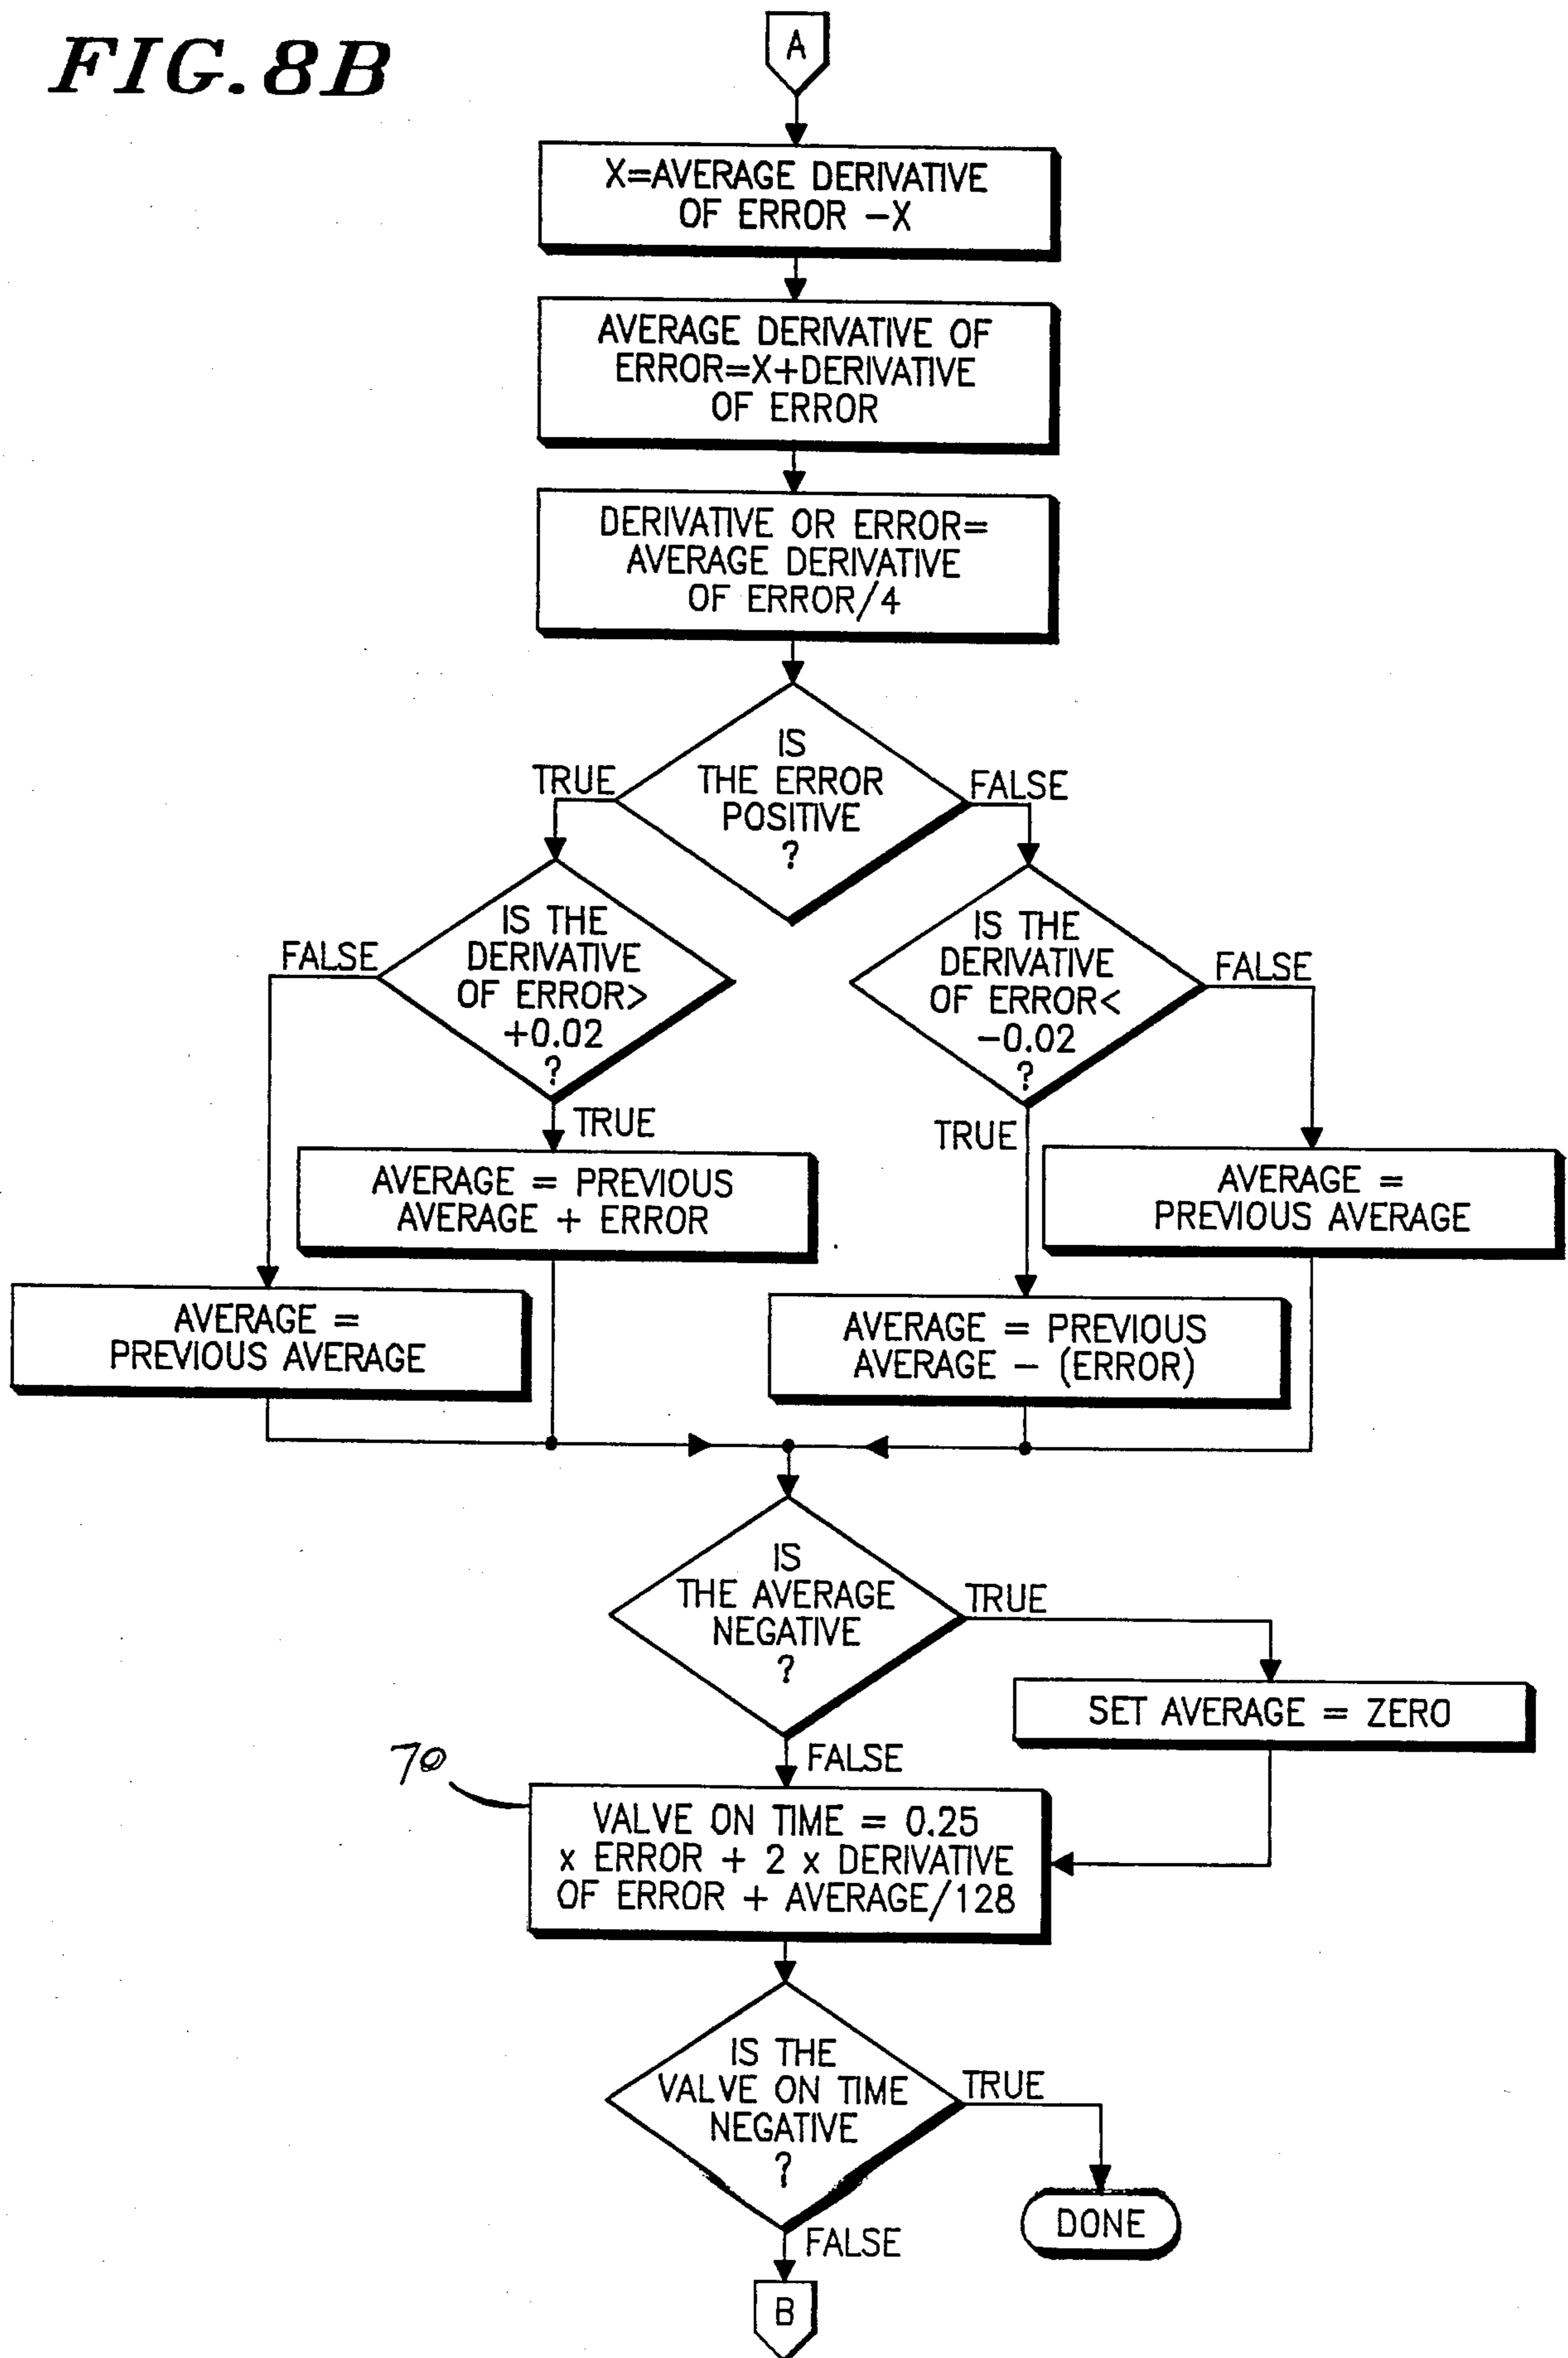 FIG. 8B
A
X=AVERAGE DERIVATIVE
OF ERROR −X
AVERAGE DERIVATIVE OF
ERROR=X+DERIVATIVE
OF ERROR
DERIVATIVE OR ERROR=
AVERAGE DERIVATIVE
OF ERROR/4
IS
THE ERROR
POSITIVE
?
TRUE
FALSE
IS THE
DERIVATIVE
OF ERROR>
+0.02
?
FALSE
TRUE
IS THE
DERIVATIVE
OF ERROR<
−0.02
?
FALSE
TRUE
AVERAGE = PREVIOUS
AVERAGE + ERROR
AVERAGE =
PREVIOUS AVERAGE
AVERAGE =
PREVIOUS AVERAGE
AVERAGE = PREVIOUS
AVERAGE − (ERROR)
IS
THE AVERAGE
NEGATIVE
?
TRUE
SET AVERAGE = ZERO
FALSE
70
VALVE ON TIME = 0.25
x ERROR + 2 x DERIVATIVE
OF ERROR + AVERAGE/128
IS THE
VALVE ON TIME
NEGATIVE
?
TRUE
DONE
FALSE
B